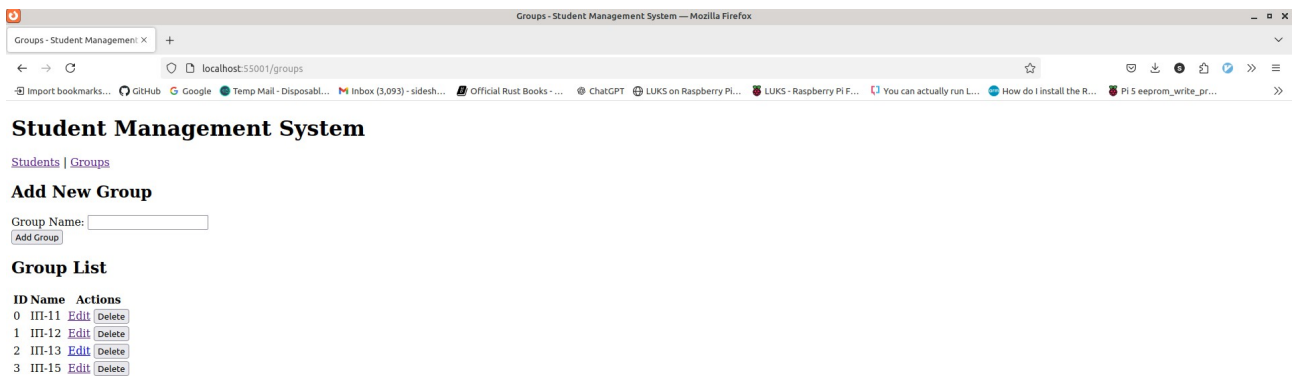 Groups - Student Management System — Mozilla Firefox
Groups - Student Management
localhost:55001/groups
Import bookmarks... GitHub Google Temp Mail - Disposabl... Inbox (3,093) - sidesh... Official Rust Books - ... ChatGPT LUKS on Raspberry Pi... LUKS - Raspberry Pi F... You can actually run L... How do I install the R... Pi 5 eeprom_write_pr...
Student Management System
Students | Groups
Add New Group
Group Name:
Add Group
Group List
ID Name Actions
0 ІП-11 Edit Delete
1 ІП-12 Edit Delete
2 ІП-13 Edit Delete
3 ІП-15 Edit Delete